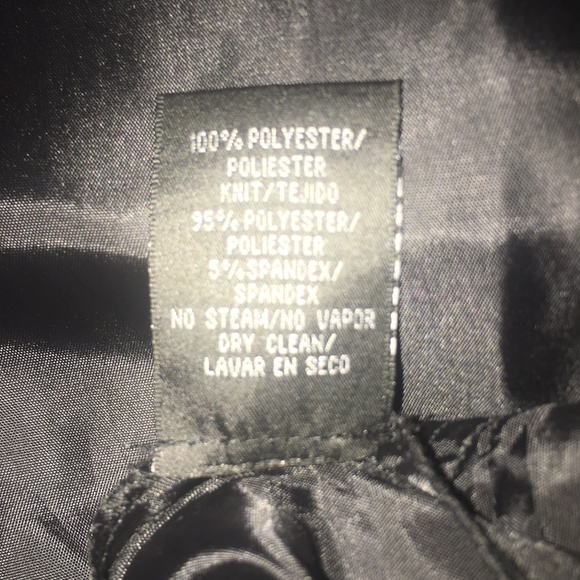 100% POLYESTER/
POLIESTER
KNIT/TEJIDO
95% POLYESTER/
POLIESTER
5% SPANDEX/
SPANDEX
NO STEAM/NO VAPOR
DRY CLEAN/
LAVAR EN SECO